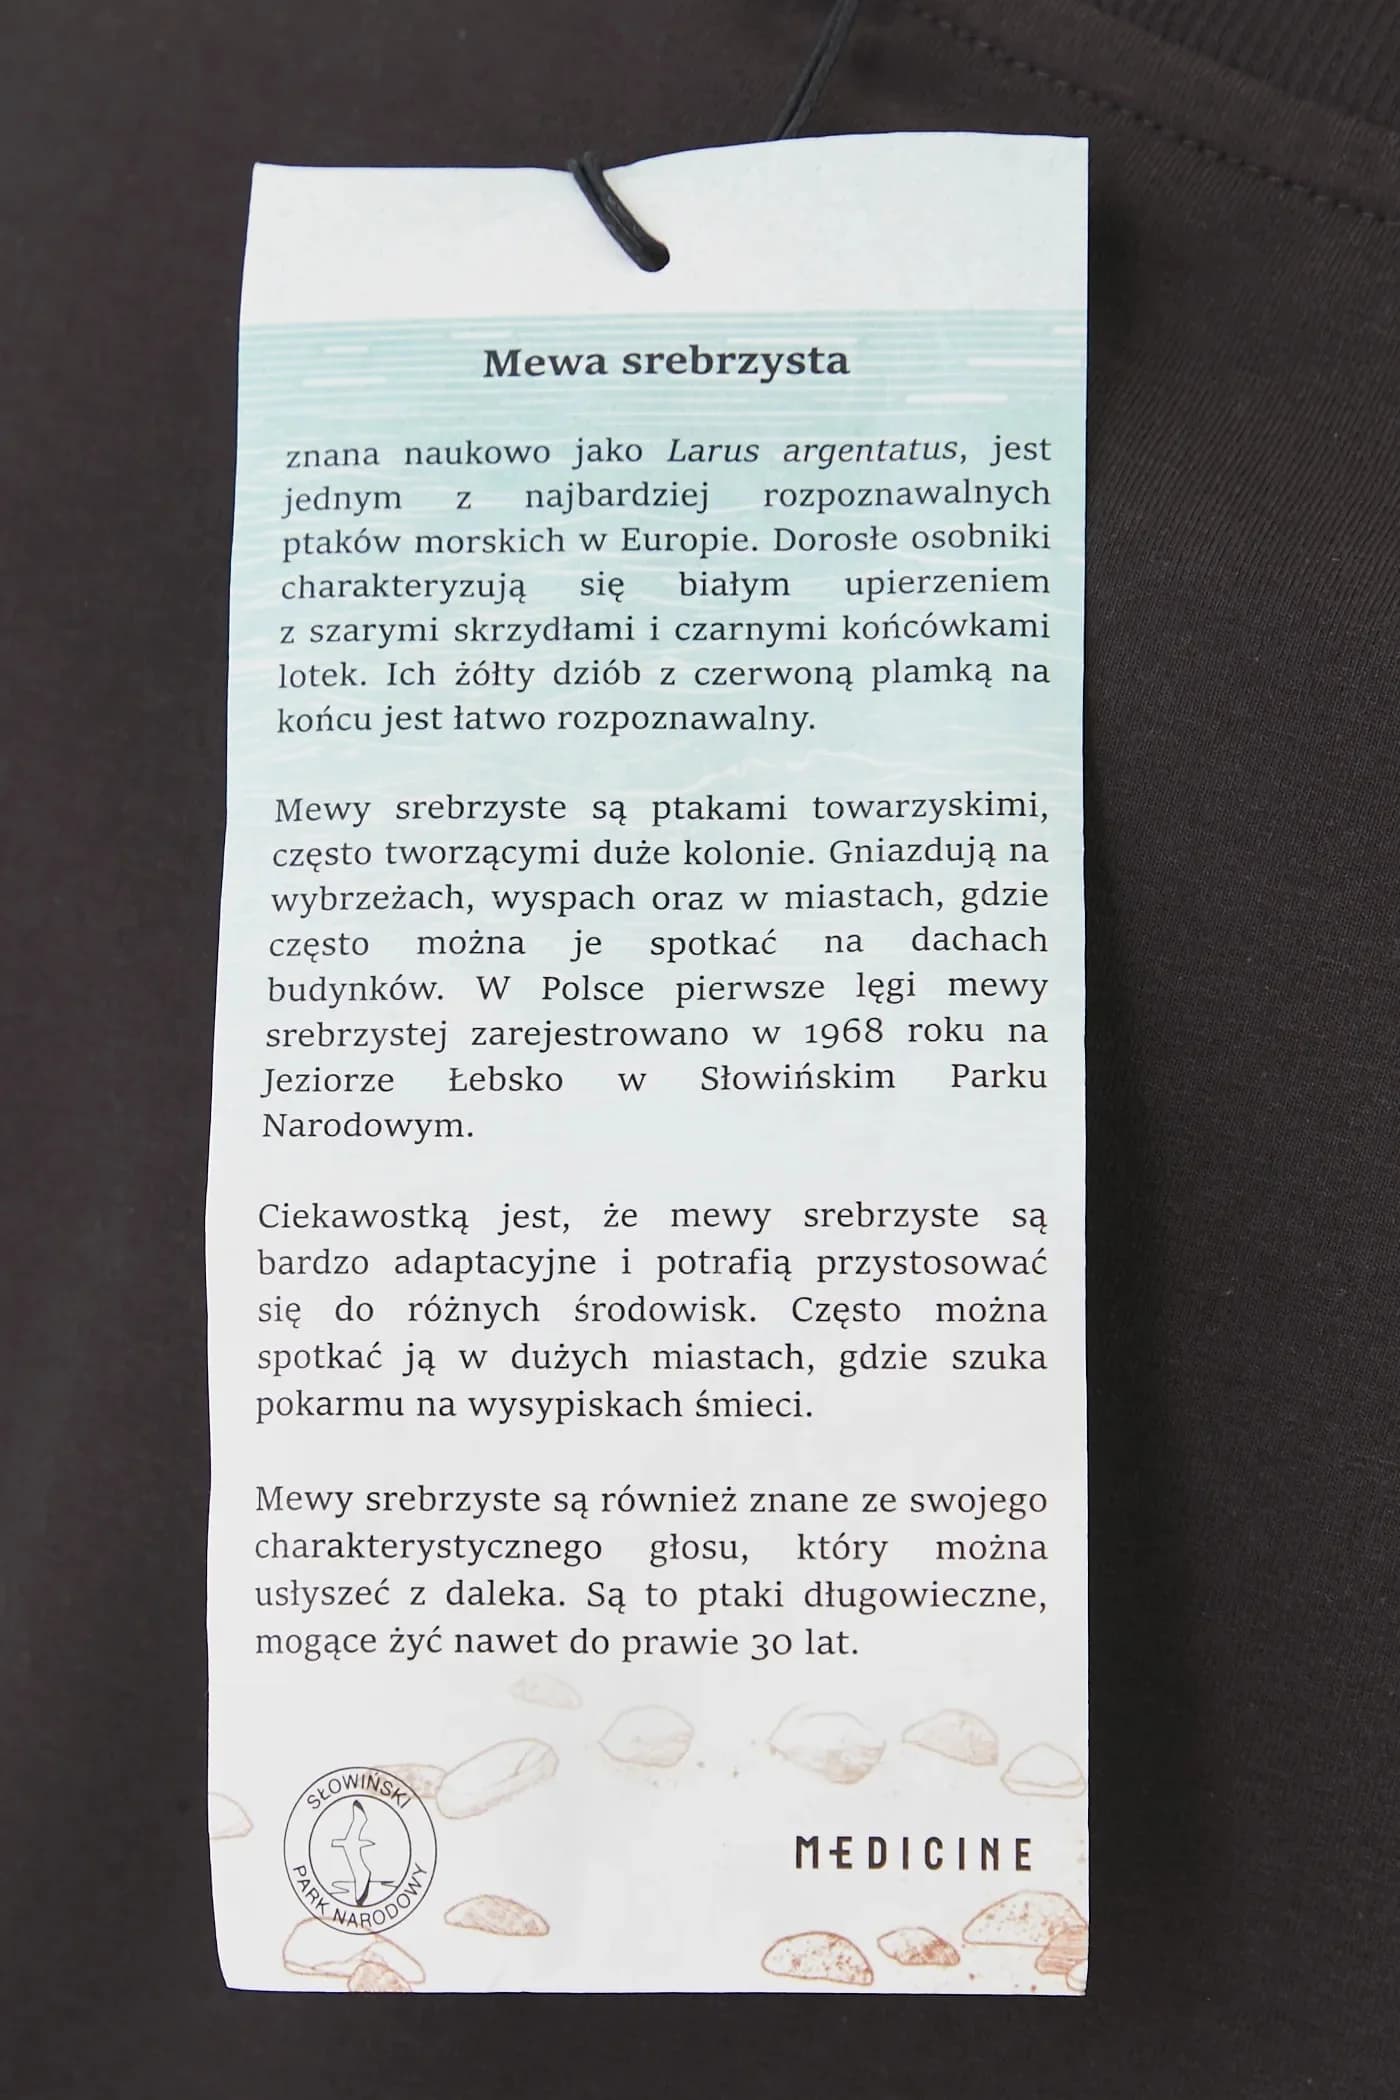 Mewa srebrzysta
znana naukowo jako Larus argentatus, jest
jednym z najbardziej rozpoznawalnych
ptaków morskich w Europie. Dorosłe osobniki
charakteryzują się białym upierzeniem
z szarymi skrzydłami i czarnymi końcówkami
lotek. Ich żółty dziób z czerwoną plamką na
końcu jest łatwo rozpoznawalny.
Mewy srebrzyste są ptakami towarzyskimi,
często tworzącymi duże kolonie. Gniazdują na
wybrzeżach, wyspach oraz w miastach, gdzie
często można je spotkać na dachach
budynków. W Polsce pierwsze lęgi mewy
srebrzystej zarejestrowano w 1968 roku na
Jeziorze Łebsko w Słowińskim Parku
Narodowym.
Ciekawostką jest, że mewy srebrzyste są
bardzo adaptacyjne i potrafią przystosować
się do różnych środowisk. Często można
spotkać ją w dużych miastach, gdzie szuka
pokarmu na wysypiskach śmieci.
Mewy srebrzyste są również znane ze swojego
charakterystycznego głosu, który można
usłyszeć z daleka. Są to ptaki długowieczne,
mogące żyć nawet do prawie 30 lat.
SŁOWIŃSKI
PARK NARODOWY
MEDICINE